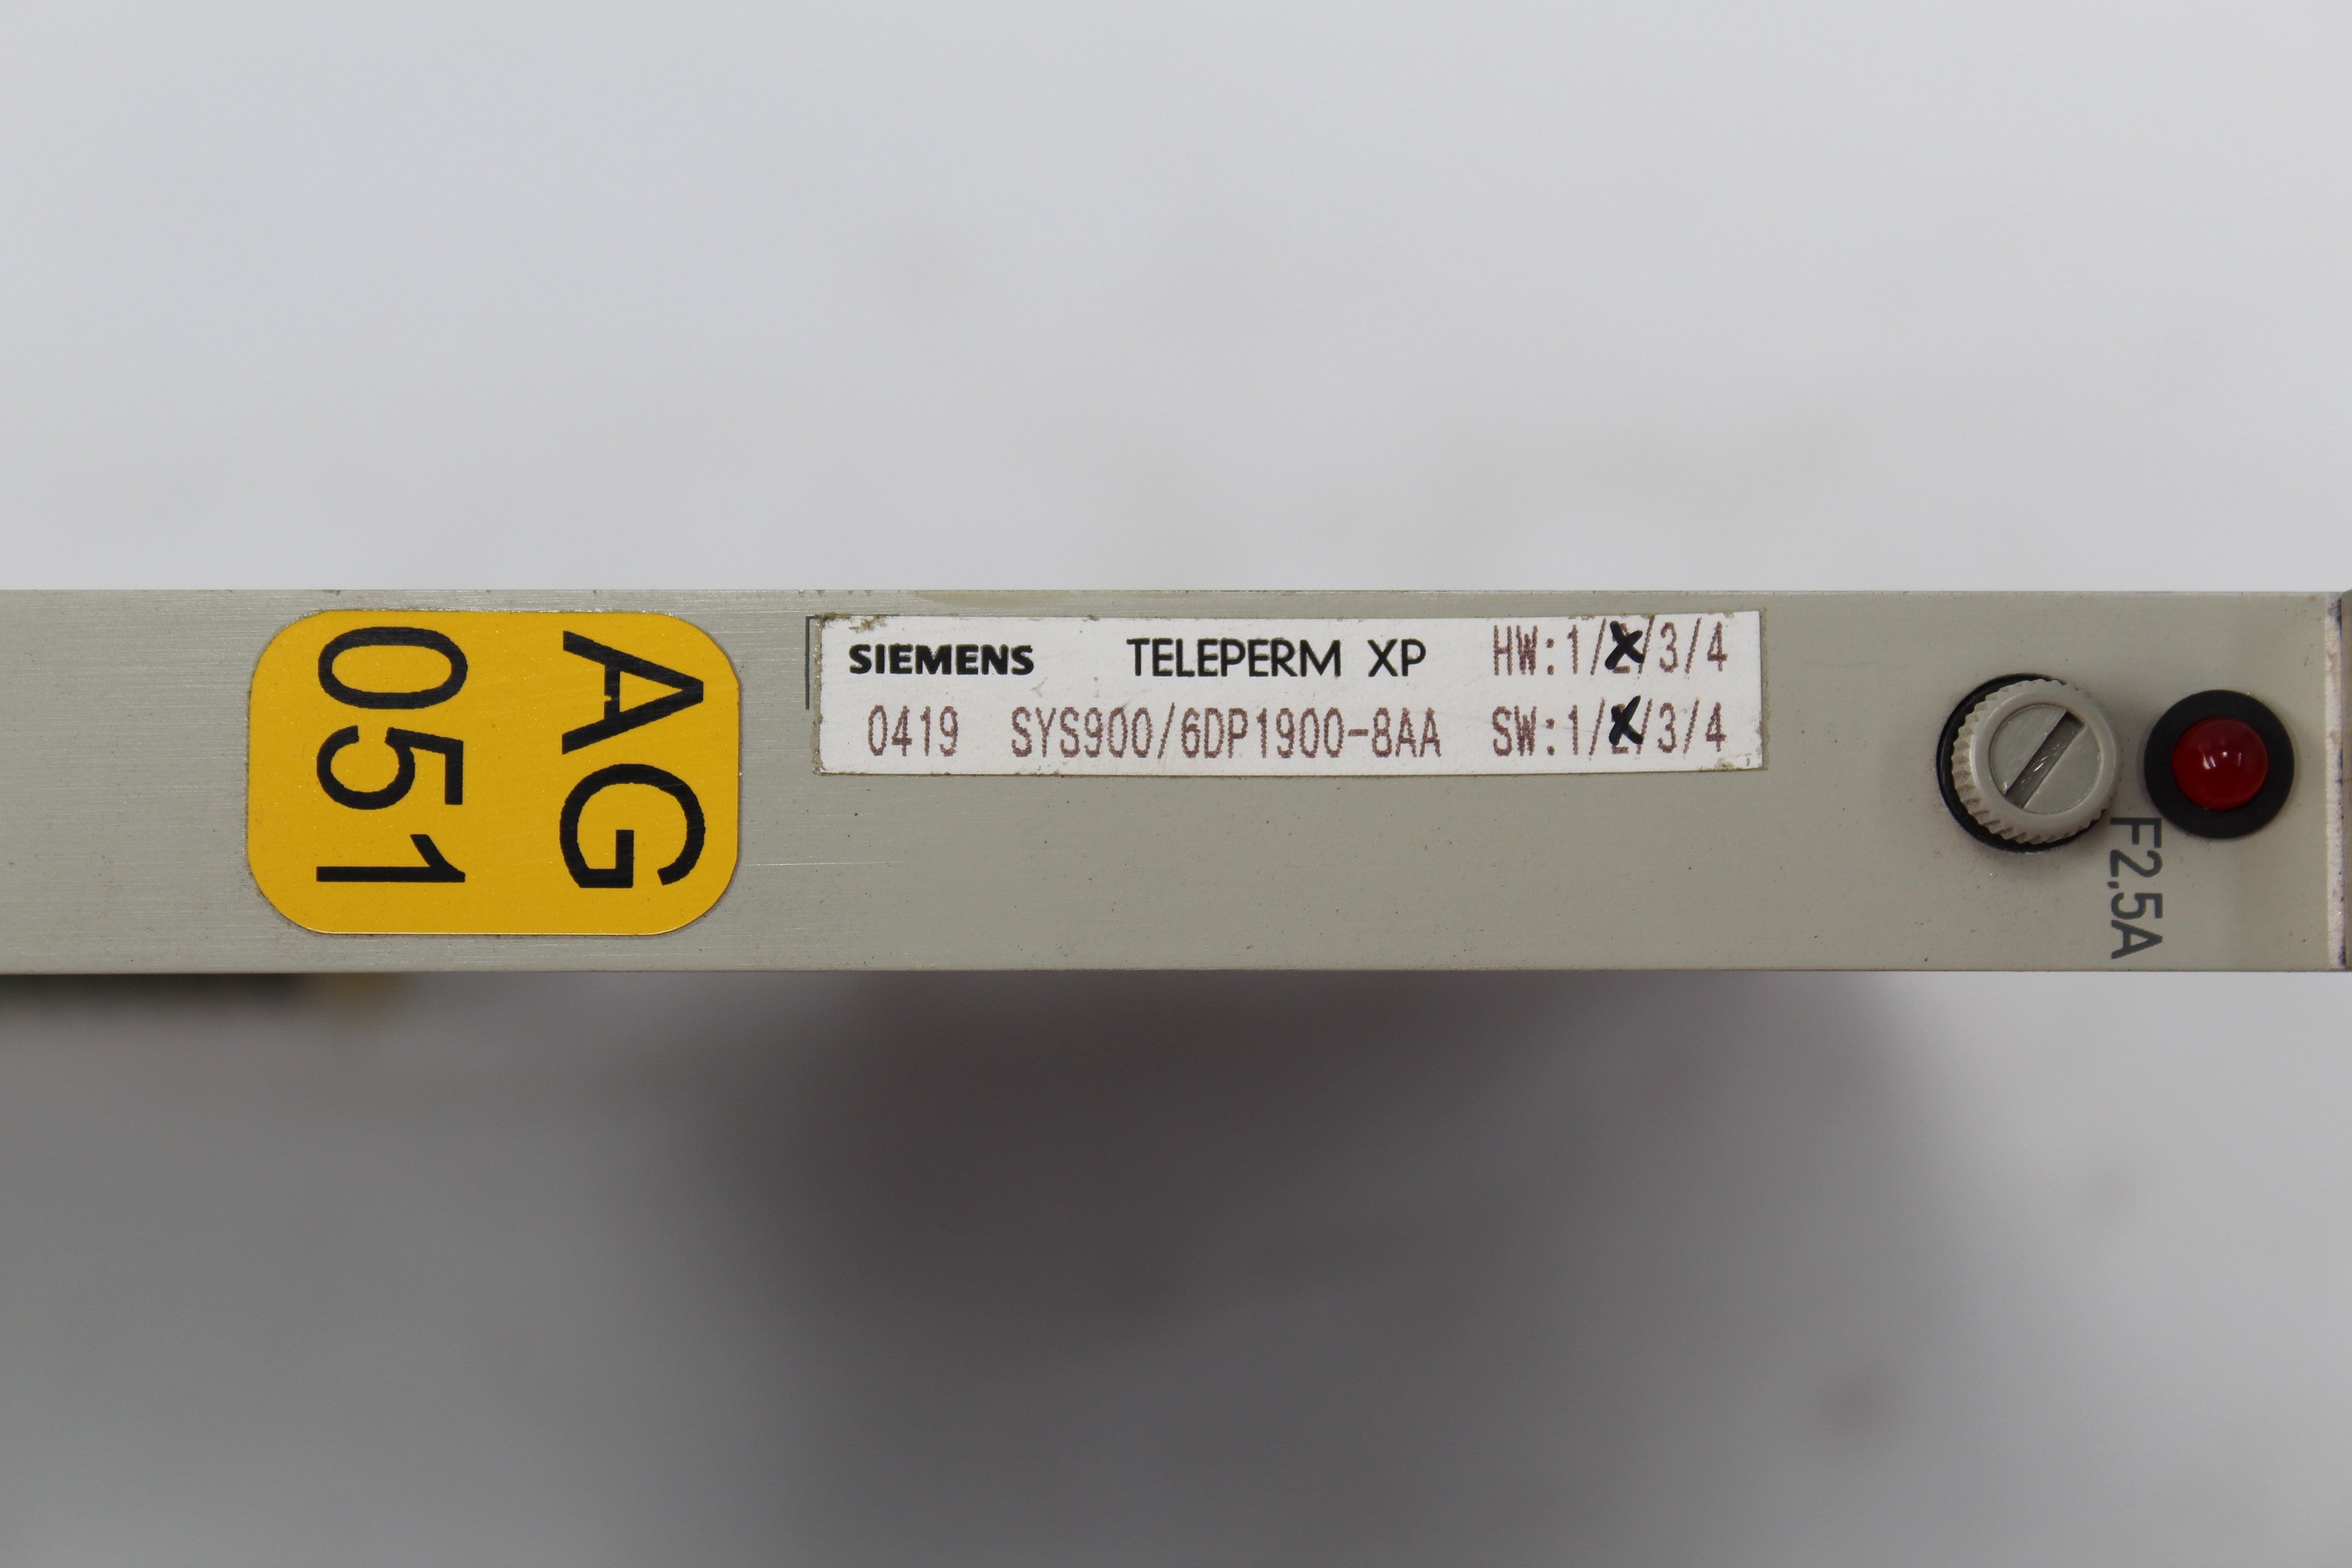 AG
051
SIEMENS TELEPERM XP HW:1/2/3/4
0419 SYS900/6DP1900-8AA SW:1/2/3/4
F2,5A